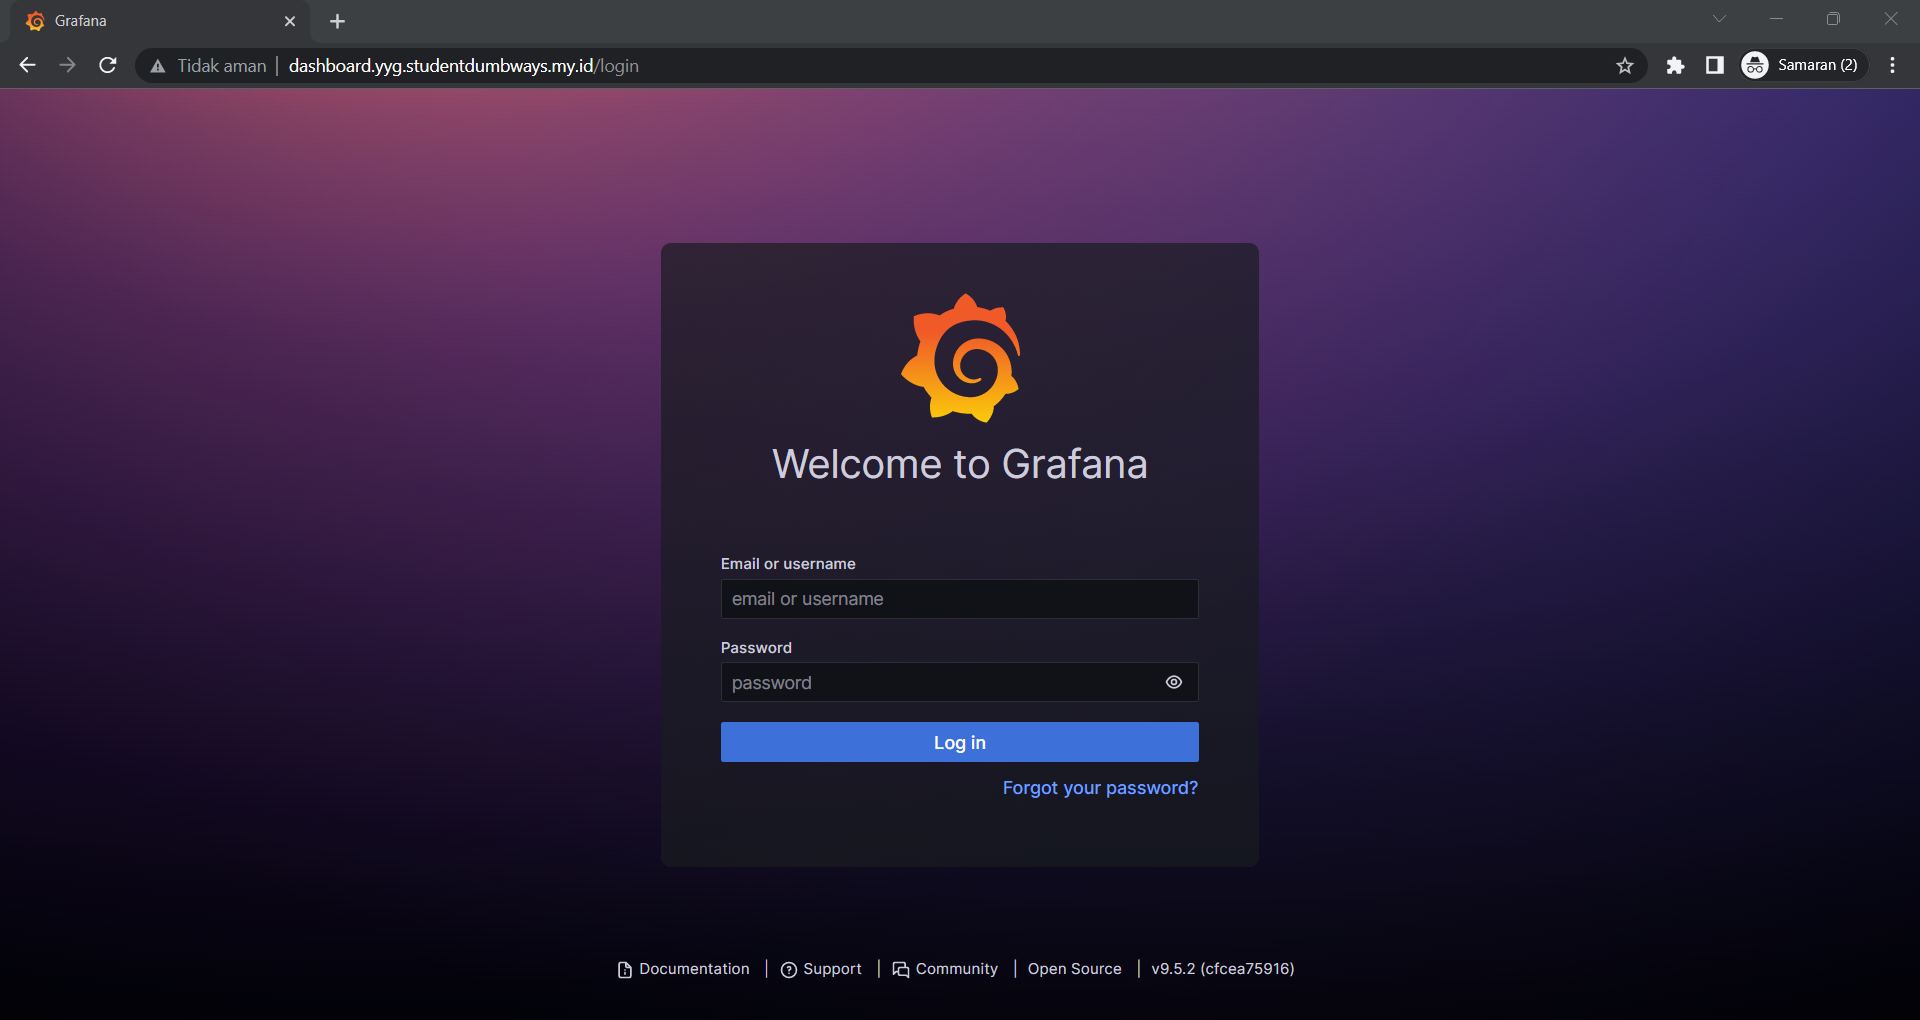 Grafana
Tidak aman dashboard.yyg.studentdumbways.my.id/login
Samaran (2)
Welcome to Grafana
Email or username
email or username
Password
password
Log in
Forgot your password?
Documentation
Support
Community
Open Source
v9.5.2 (cfcea75916)